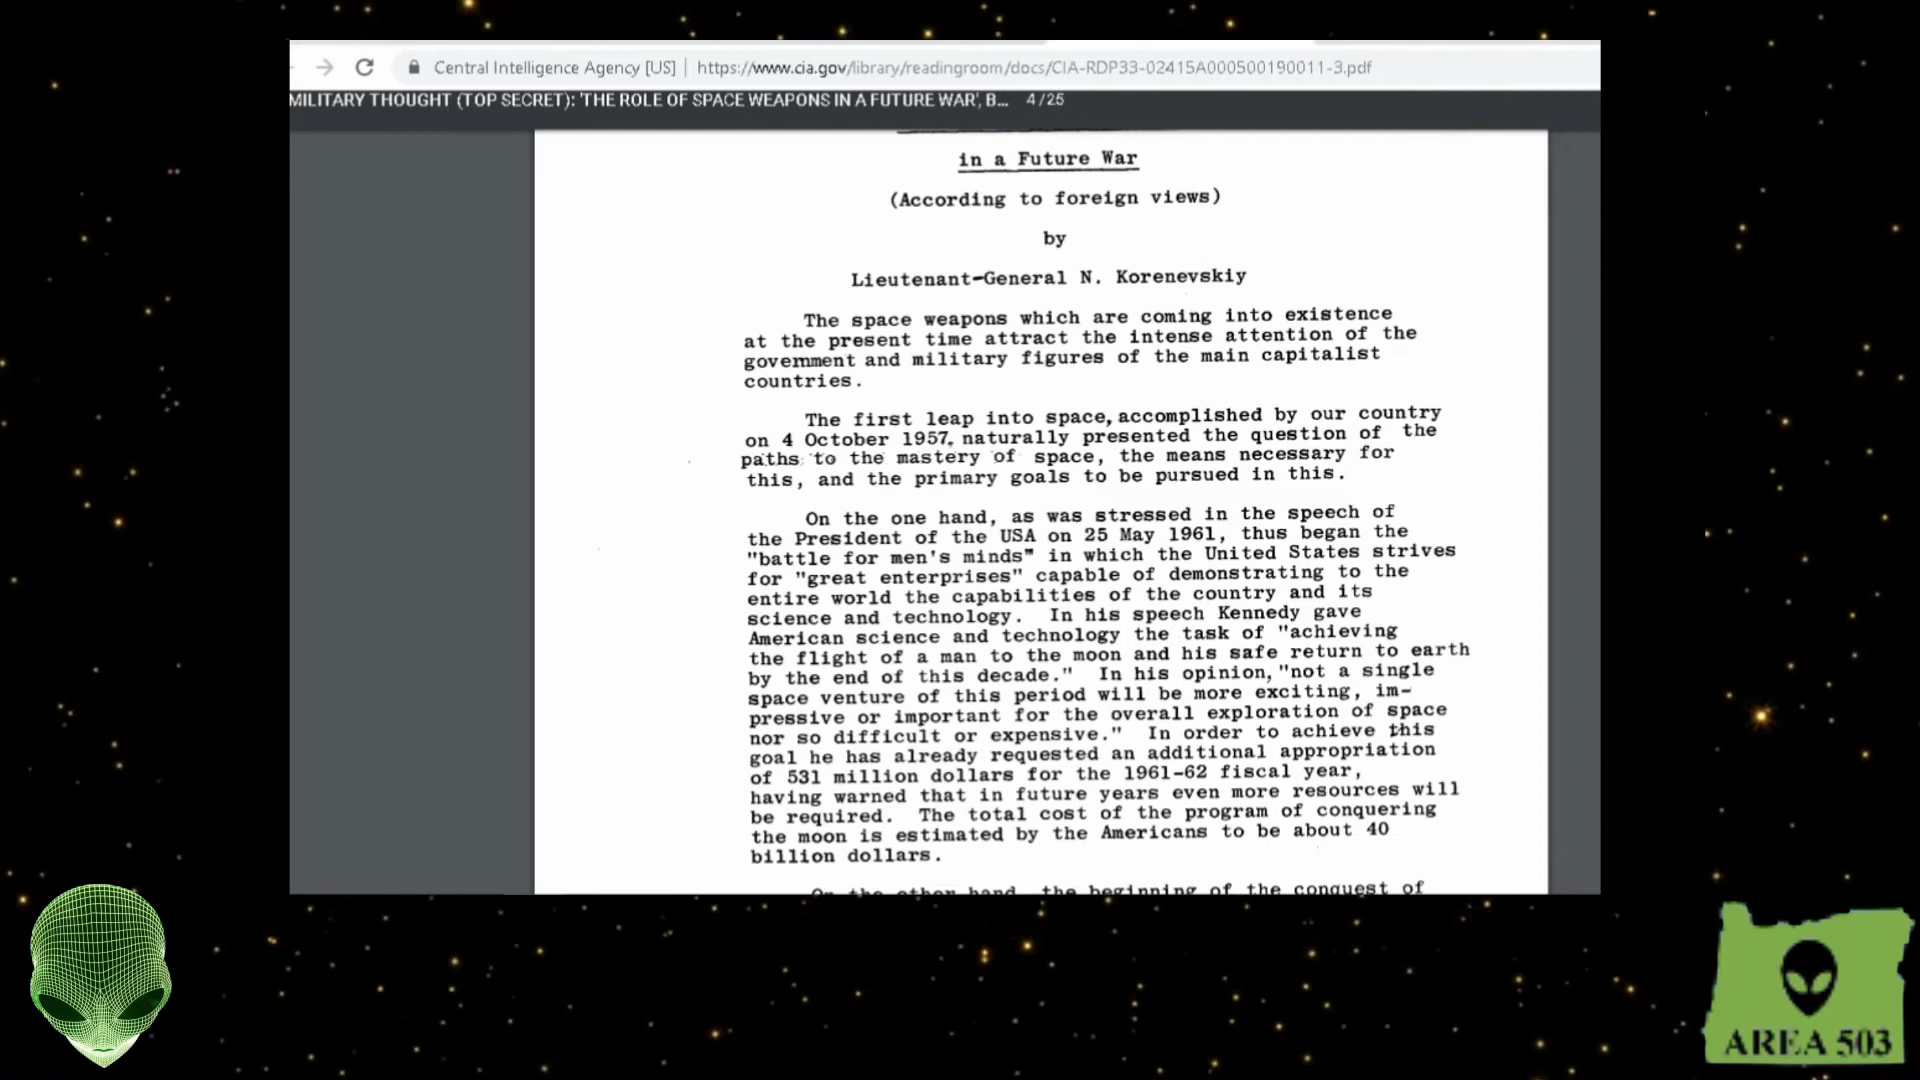 Central Intelligence Agency [US] | https://www.cia.gov/library/readingroom/docs/CIA-RDP33-02415A000500190011-3.pdf
MILITARY THOUGHT (TOP SECRET): 'THE ROLE OF SPACE WEAPONS IN A FUTURE WAR', B... 4/25
in a Future War
(According to foreign views)
by
Lieutenant-General N. Korenevskiy
The space weapons which are coming into existence
at the present time attract the intense attention of the
government and military figures of the main capitalist
countries.
The first leap into space, accomplished by our country
on 4 October 1957, naturally presented the question of the
paths to the mastery of space, the means necessary for
this, and the primary goals to be pursued in this.
On the one hand, as was stressed in the speech of
the President of the USA on 25 May 1961, thus began the
"battle for men's minds" in which the United States strives
for "great enterprises" capable of demonstrating to the
entire world the capabilities of the country and its
science and technology. In his speech Kennedy gave
American science and technology the task of "achieving
the flight of a man to the moon and his safe return to earth
by the end of this decade." In his opinion, "not a single
space venture of this period will be more exciting, im-
pressive or important for the overall exploration of space
nor so difficult or expensive." In order to achieve this
goal he has already requested an additional appropriation
of 531 million dollars for the 1961-62 fiscal year,
having warned that in future years even more resources will
be required. The total cost of the program of conquering
the moon is estimated by the Americans to be about 40
billion dollars.
On the other hand, the beginning of the conquest of
AREA 503